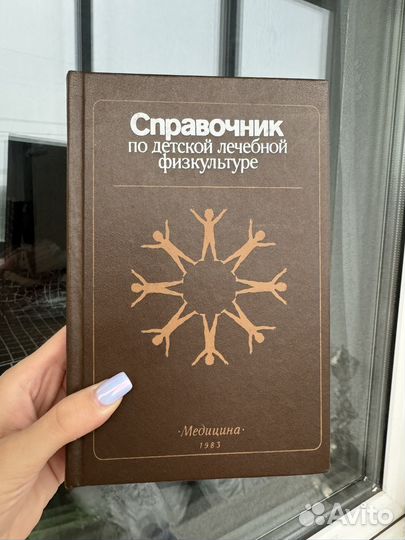 Справочник
по детской лечебной
физкультуре
·Медицина·
1983
Avito